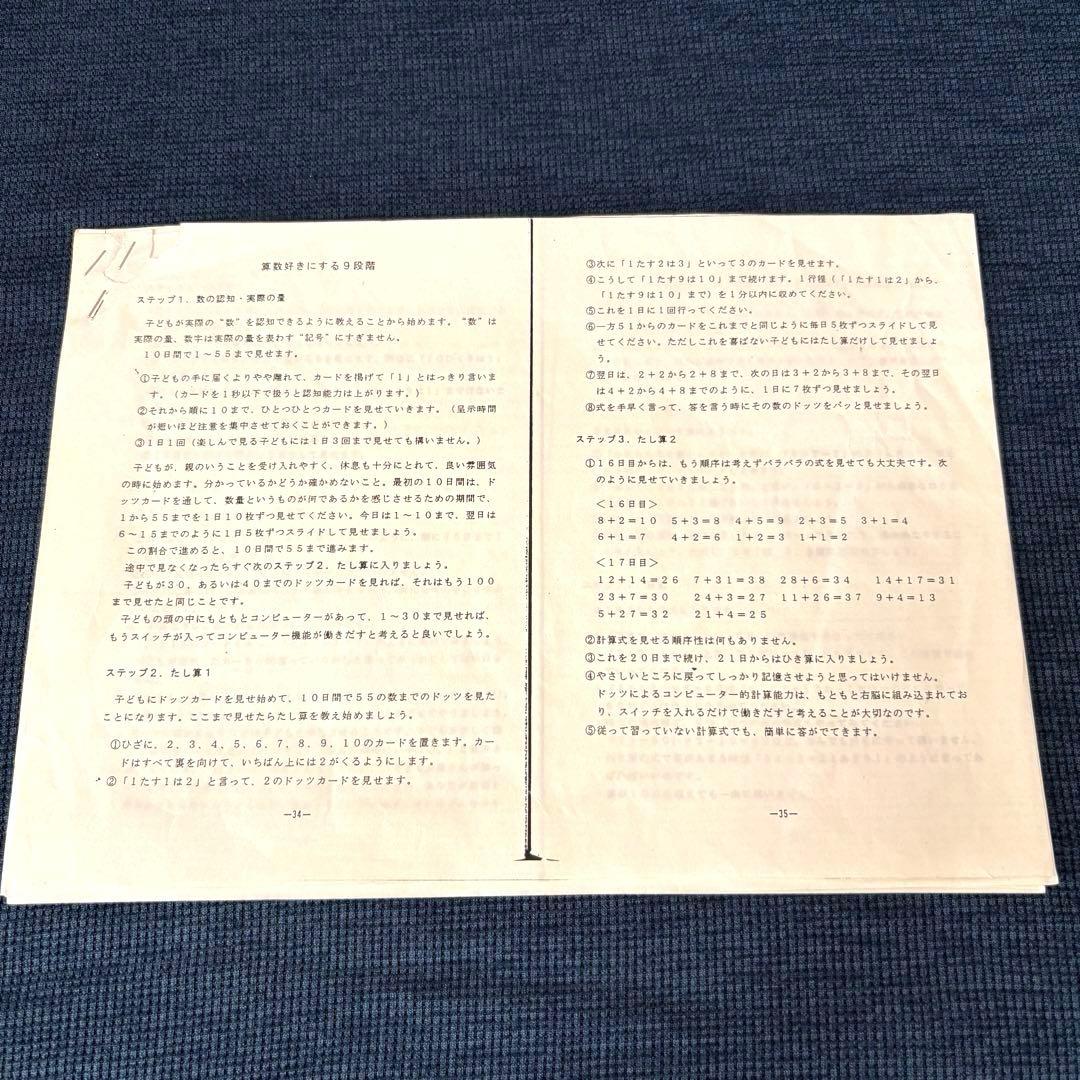 算数好きにする9段階
ステップ1．数の認知・実際の量
子どもが実際の“数”を認知できるように教えることから始めます。“数”は
実際の量、数字は実際の量を表わす“記号”にすぎません。
10日間で1～55まで見せます。
①子どもの手に届くよりやや離れて、カードを掲げて「1」とはっきり言いま
す。（カードを1秒以下で扱うと認知能力は上がります。）
②それから順に10まで、ひとつひとつカードを見せていきます。（呈示時間
が短いほど注意を集中させておくことができます。）
③1日1回（楽しんで見る子どもには1日3回まで見せても構いません。）
子どもが、親のいうことを受け入れやすく、休息も十分にとれて、良い雰囲気
の時に始めます。分かっているかどうか確かめないこと。最初の10日間は、ド
ッツカードを通して、数量というものが何であるかを感じさせるための期間で、
1から55までを1日10枚ずつ見せてください。今日は1～10まで、翌日は
6～15までのように1日5枚ずつスライドして見せましょう。
この割合で進めると、10日間で55まで進みます。
途中で見なくなったらすぐ次のステップ2．たし算に入りましょう。
子どもが30、あるいは40までのドッツカードを見れば、それはもう100
まで見せたと同じことです。
子どもの頭の中にもともとコンピューターがあって、1～30まで見せれば、
もうスイッチが入ってコンピューター機能が働きだすと考えると良いでしょう。
ステップ2．たし算1
子どもにドッツカードを見せ始めて、10日間で55の数までのドッツを見た
ことになります。ここまで見せたらたし算を教え始めましょう。
①ひざに、2、3、4、5、6、7、8、9、10のカードを置きます。カー
ドはすべて裏を向けて、いちばん上には2がくるようにします。
②「1たす1は2」と言って、2のドッツカードを見せます。
―34―
③次に「1たす2は3」といって3のカードを見せます。
④こうして「1たす9は10」まで続けます。1行程（「1たす1は2」から、
「1たす9は10」まで）を1分以内に収めてください。
⑤これを1日に1回行ってください。
⑥一方51からのカードをこれまでと同じように毎日5枚ずつスライドして見
せてください。ただしこれを喜ばない子どもにはたし算だけして見せましょ
う。
⑦翌日は、2＋2から2＋8まで、次の日は3＋2から3＋8まで、その翌日
は4＋2から4＋8までのように、1日に7枚ずつ見せましょう。
⑧式を手早く言って、答を言う時にその数のドッツをパッと見せましょう。
ステップ3．たし算2
①16日目からは、もう順序は考えずバラバラの式を見せても大丈夫です。次
のように見せていきましょう。
＜16日目＞
8＋2＝10 5＋3＝8 4＋5＝9 2＋3＝5 3＋1＝4
6＋1＝7 4＋2＝6 1＋2＝3 1＋1＝2
＜17日目＞
12＋14＝26 7＋31＝38 28＋6＝34 14＋17＝31
23＋7＝30 24＋3＝27 11＋26＝37 9＋4＝13
5＋27＝32 21＋4＝25
②計算式を見せる順序性は何もありません。
③これを20日まで続け、21日からはひき算に入りましょう。
④やさしいところに戻ってしっかり記憶させようと思ってはいけません。
ドッツによるコンピューター的計算能力は、もともと右脳に組み込まれてお
り、スイッチを入れるだけで働きだすと考えることが大切なのです。
⑤従って習っていない計算式でも、簡単に答がでてきます。
―35―